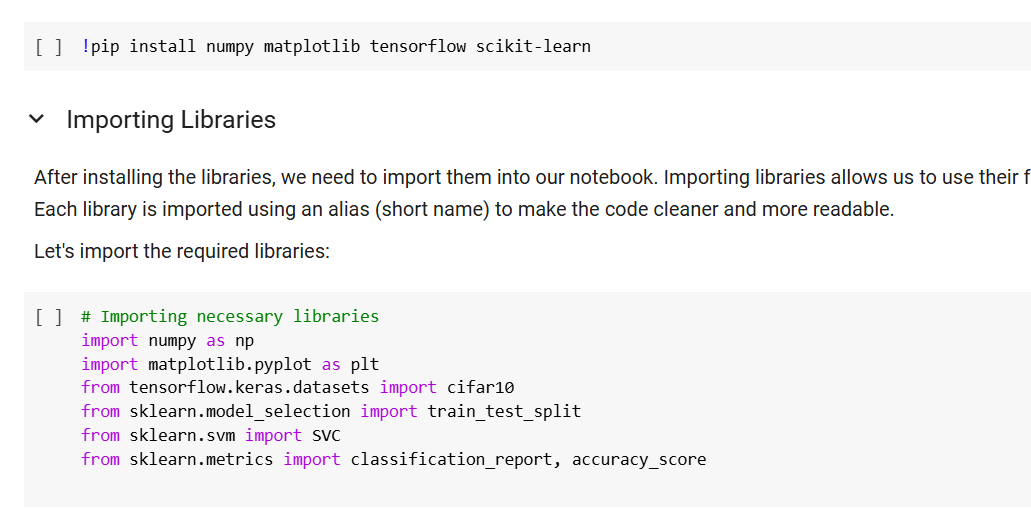 [ ] !pip install numpy matplotlib tensorflow scikit-learn
Importing Libraries
After installing the libraries, we need to import them into our notebook. Importing libraries allows us to use their
Each library is imported using an alias (short name) to make the code cleaner and more readable.
Let's import the required libraries:
[ ] # Importing necessary libraries
import numpy as np
import matplotlib.pyplot as plt
from tensorflow.keras.datasets import cifar10
from sklearn.model_selection import train_test_split
from sklearn.svm import SVC
from sklearn.metrics import classification_report, accuracy_score